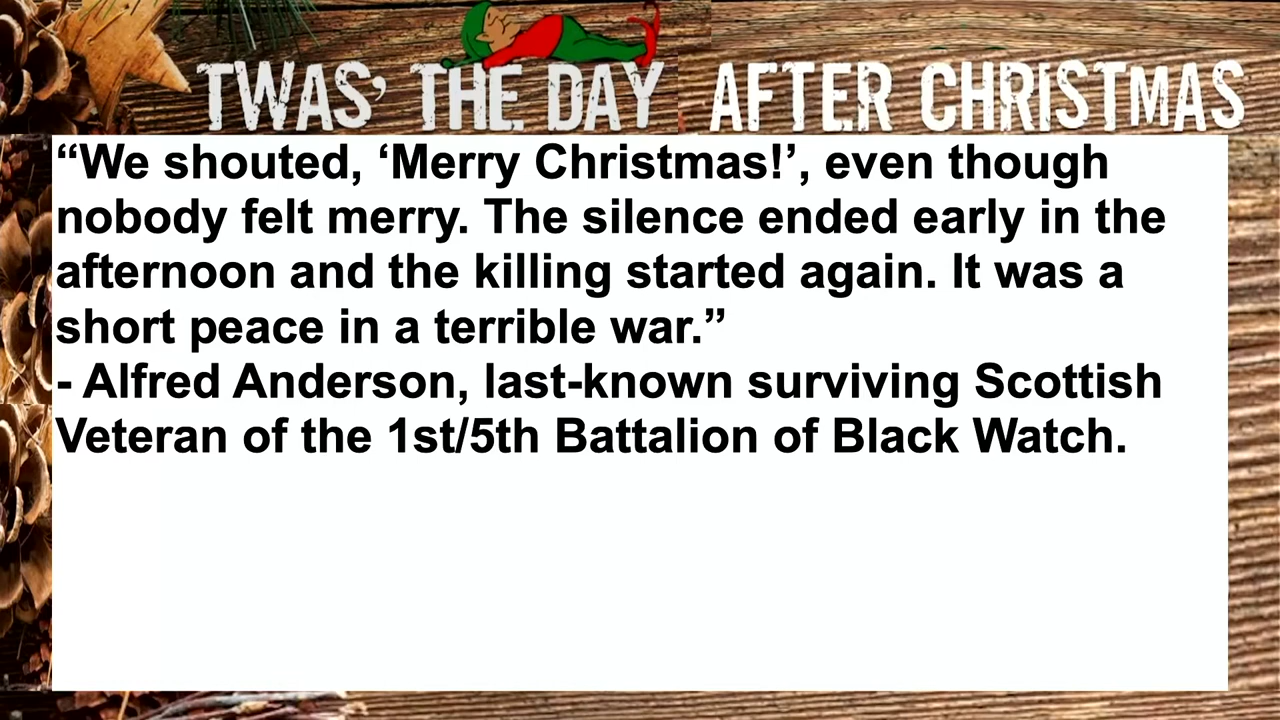 TWAS' THE DAY AFTER CHRISTMAS
“We shouted, ‘Merry Christmas!’, even though
nobody felt merry. The silence ended early in the
afternoon and the killing started again. It was a
short peace in a terrible war.”
- Alfred Anderson, last-known surviving Scottish
Veteran of the 1st/5th Battalion of Black Watch.